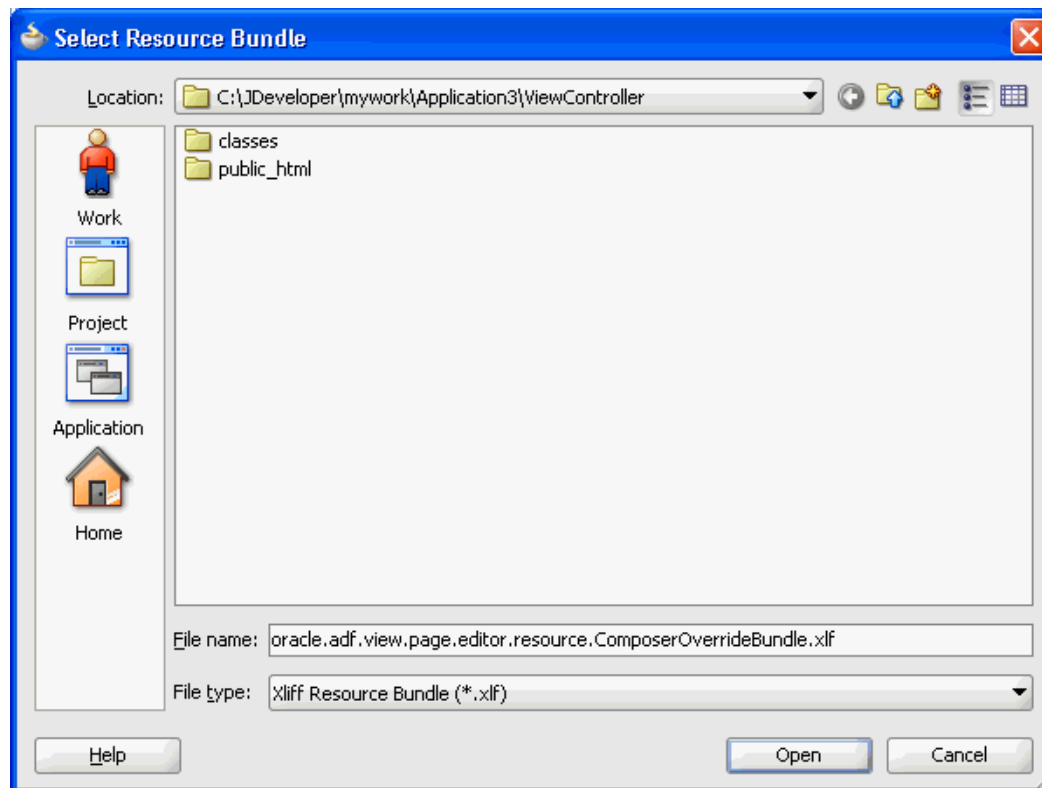 Select Resource Bundle
Location: C:\JDeveloper\mywork\Application3\ViewController
classes
public_html
Work
Project
Application
Home
File name: oracle.adf.view.page.editor.resource.ComposerOverrideBundle.xlf
File type: Xliff Resource Bundle (*.xlf)
Help Open Cancel